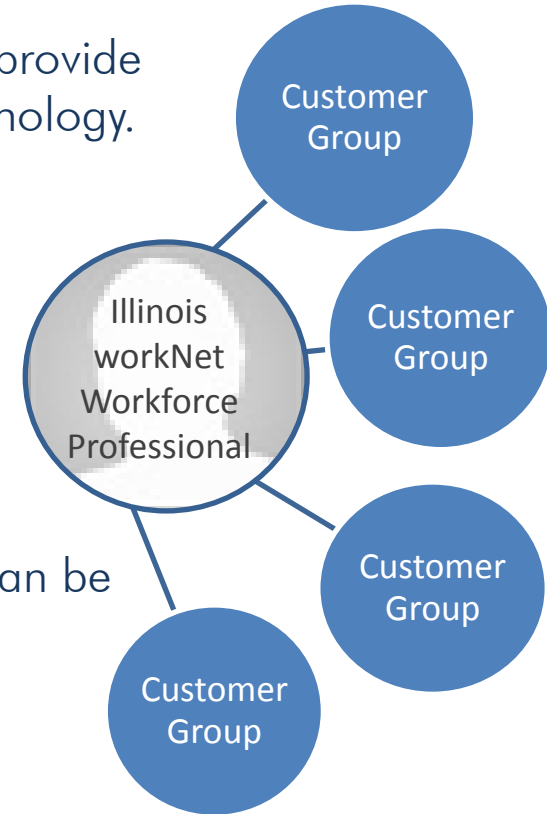 provide
nology.
Customer
Group
Customer
Group
Illinois
workNet
Workforce
Professional
Customer
Group
an be
Customer
Group